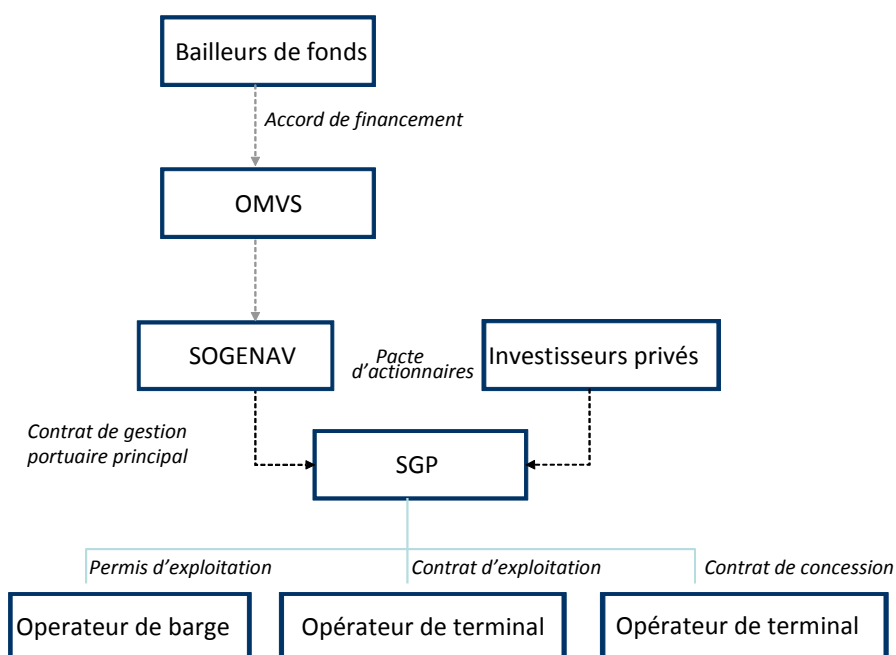 Bailleurs de fonds
Accord de financement
OMVS
SOGENAV
Pacte
d’actionnaires
Investisseurs privés
Contrat de gestion
portuaire principal
SGP
Permis d’exploitation
Contrat d’exploitation
Contrat de concession
Operateur de barge
Opérateur de terminal
Opérateur de terminal